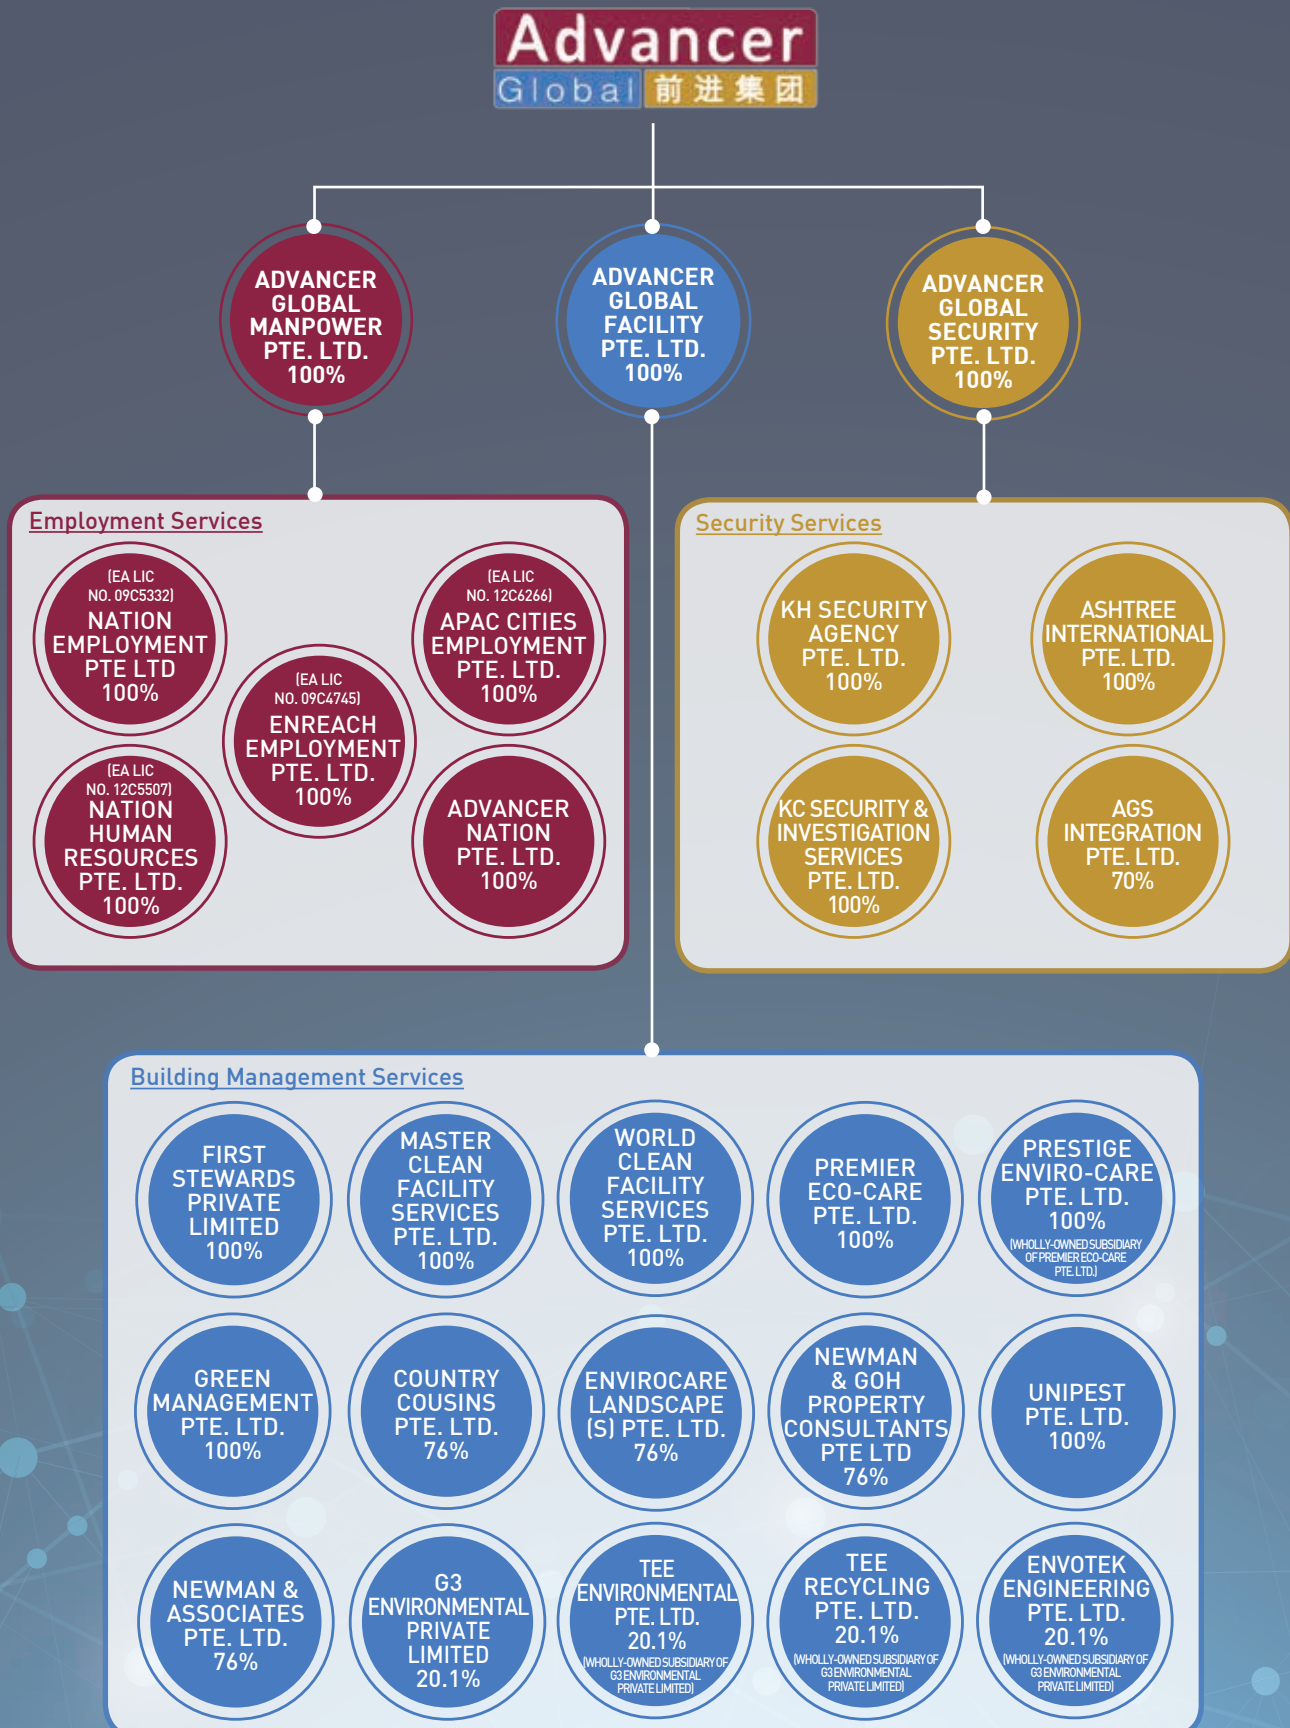 Advancer
Global 前进集团
ADVANCER
GLOBAL
MANPOWER
PTE. LTD.
100%
ADVANCER
GLOBAL
FACILITY
PTE. LTD.
100%
ADVANCER
GLOBAL
SECURITY
PTE. LTD.
100%
Employment Services
(EA LIC
NO. 09C5332)
NATION
EMPLOYMENT
PTE LTD
100%
(EA LIC
NO. 12C6266)
APAC CITIES
EMPLOYMENT
PTE. LTD.
100%
(EA LIC
NO. 09C4745)
ENREACH
EMPLOYMENT
PTE. LTD.
100%
(EA LIC
NO. 12C5507)
NATION
HUMAN
RESOURCES
PTE. LTD.
100%
ADVANCER
NATION
PTE. LTD.
100%
Security Services
KH SECURITY
AGENCY
PTE. LTD.
100%
ASHTREE
INTERNATIONAL
PTE. LTD.
100%
KC SECURITY &
INVESTIGATION
SERVICES
PTE. LTD.
100%
AGS
INTEGRATION
PTE. LTD.
70%
Building Management Services
FIRST
STEWARDS
PRIVATE
LIMITED
100%
MASTER
CLEAN
FACILITY
SERVICES
PTE. LTD.
100%
WORLD
CLEAN
FACILITY
SERVICES
PTE. LTD.
100%
PREMIER
ECO-CARE
PTE. LTD.
100%
PRESTIGE
ENVIRO-CARE
PTE. LTD.
100%
(WHOLLY-OWNED SUBSIDIARY
OF PREMIER ECO-CARE
PTE. LTD.)
GREEN
MANAGEMENT
PTE. LTD.
100%
COUNTRY
COUSINS
PTE. LTD.
76%
ENVIROCARE
LANDSCAPE
(S) PTE. LTD.
76%
NEWMAN
& GOH
PROPERTY
CONSULTANTS
PTE LTD
76%
UNIPEST
PTE. LTD.
100%
NEWMAN &
ASSOCIATES
PTE. LTD.
76%
G3
ENVIRONMENTAL
PRIVATE
LIMITED
20.1%
TEE
ENVIRONMENTAL
PTE. LTD.
20.1%
(WHOLLY-OWNED SUBSIDIARY OF
G3 ENVIRONMENTAL
PRIVATE LIMITED)
TEE
RECYCLING
PTE. LTD.
20.1%
(WHOLLY-OWNED SUBSIDIARY OF
G3 ENVIRONMENTAL
PRIVATE LIMITED)
ENVOTEK
ENGINEERING
PTE. LTD.
20.1%
(WHOLLY-OWNED SUBSIDIARY OF
G3 ENVIRONMENTAL
PRIVATE LIMITED)